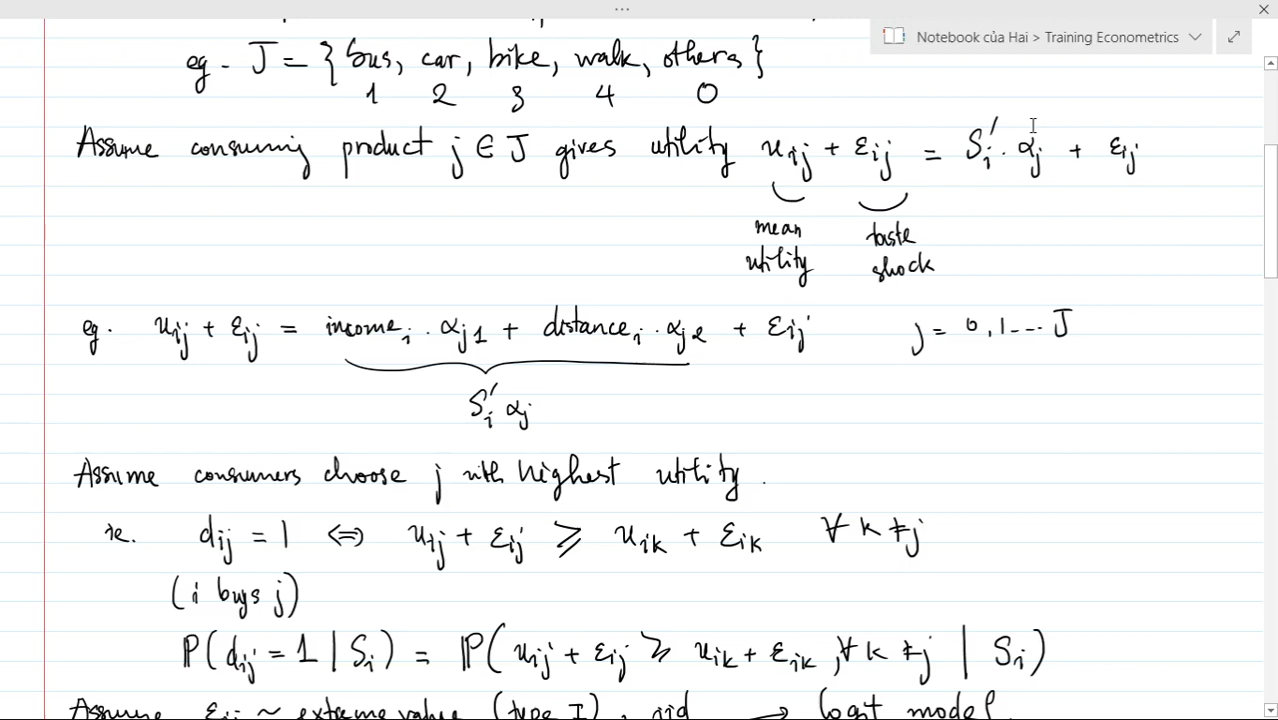 Notebook của Hai > Training Econometrics
eg. J = {bus, car, bike, walk, others}
1 2 3 4 0
Assume consuming product j ∈ J gives utility u_ij + ε_ij = S_i'. α_j + ε_ij
mean utility
taste shock
eg. u_ij + ε_ij = income_i . α_j1 + distance_i . α_j2 + ε_ij j = 0,1... J
S_i' α_j
Assume consumers choose j with highest utility.
ie. d_ij = 1 ⇔ u_ij + ε_ij ⩾ u_ik + ε_ik ∀ k ≠ j
(i buys j)
P(d_ij = 1 | S_i) = P(u_ij + ε_ij ⩾ u_ik + ε_ik, ∀ k ≠ j | S_i)
Assume ε_ij ~ extreme value (type I), iid → logit model.